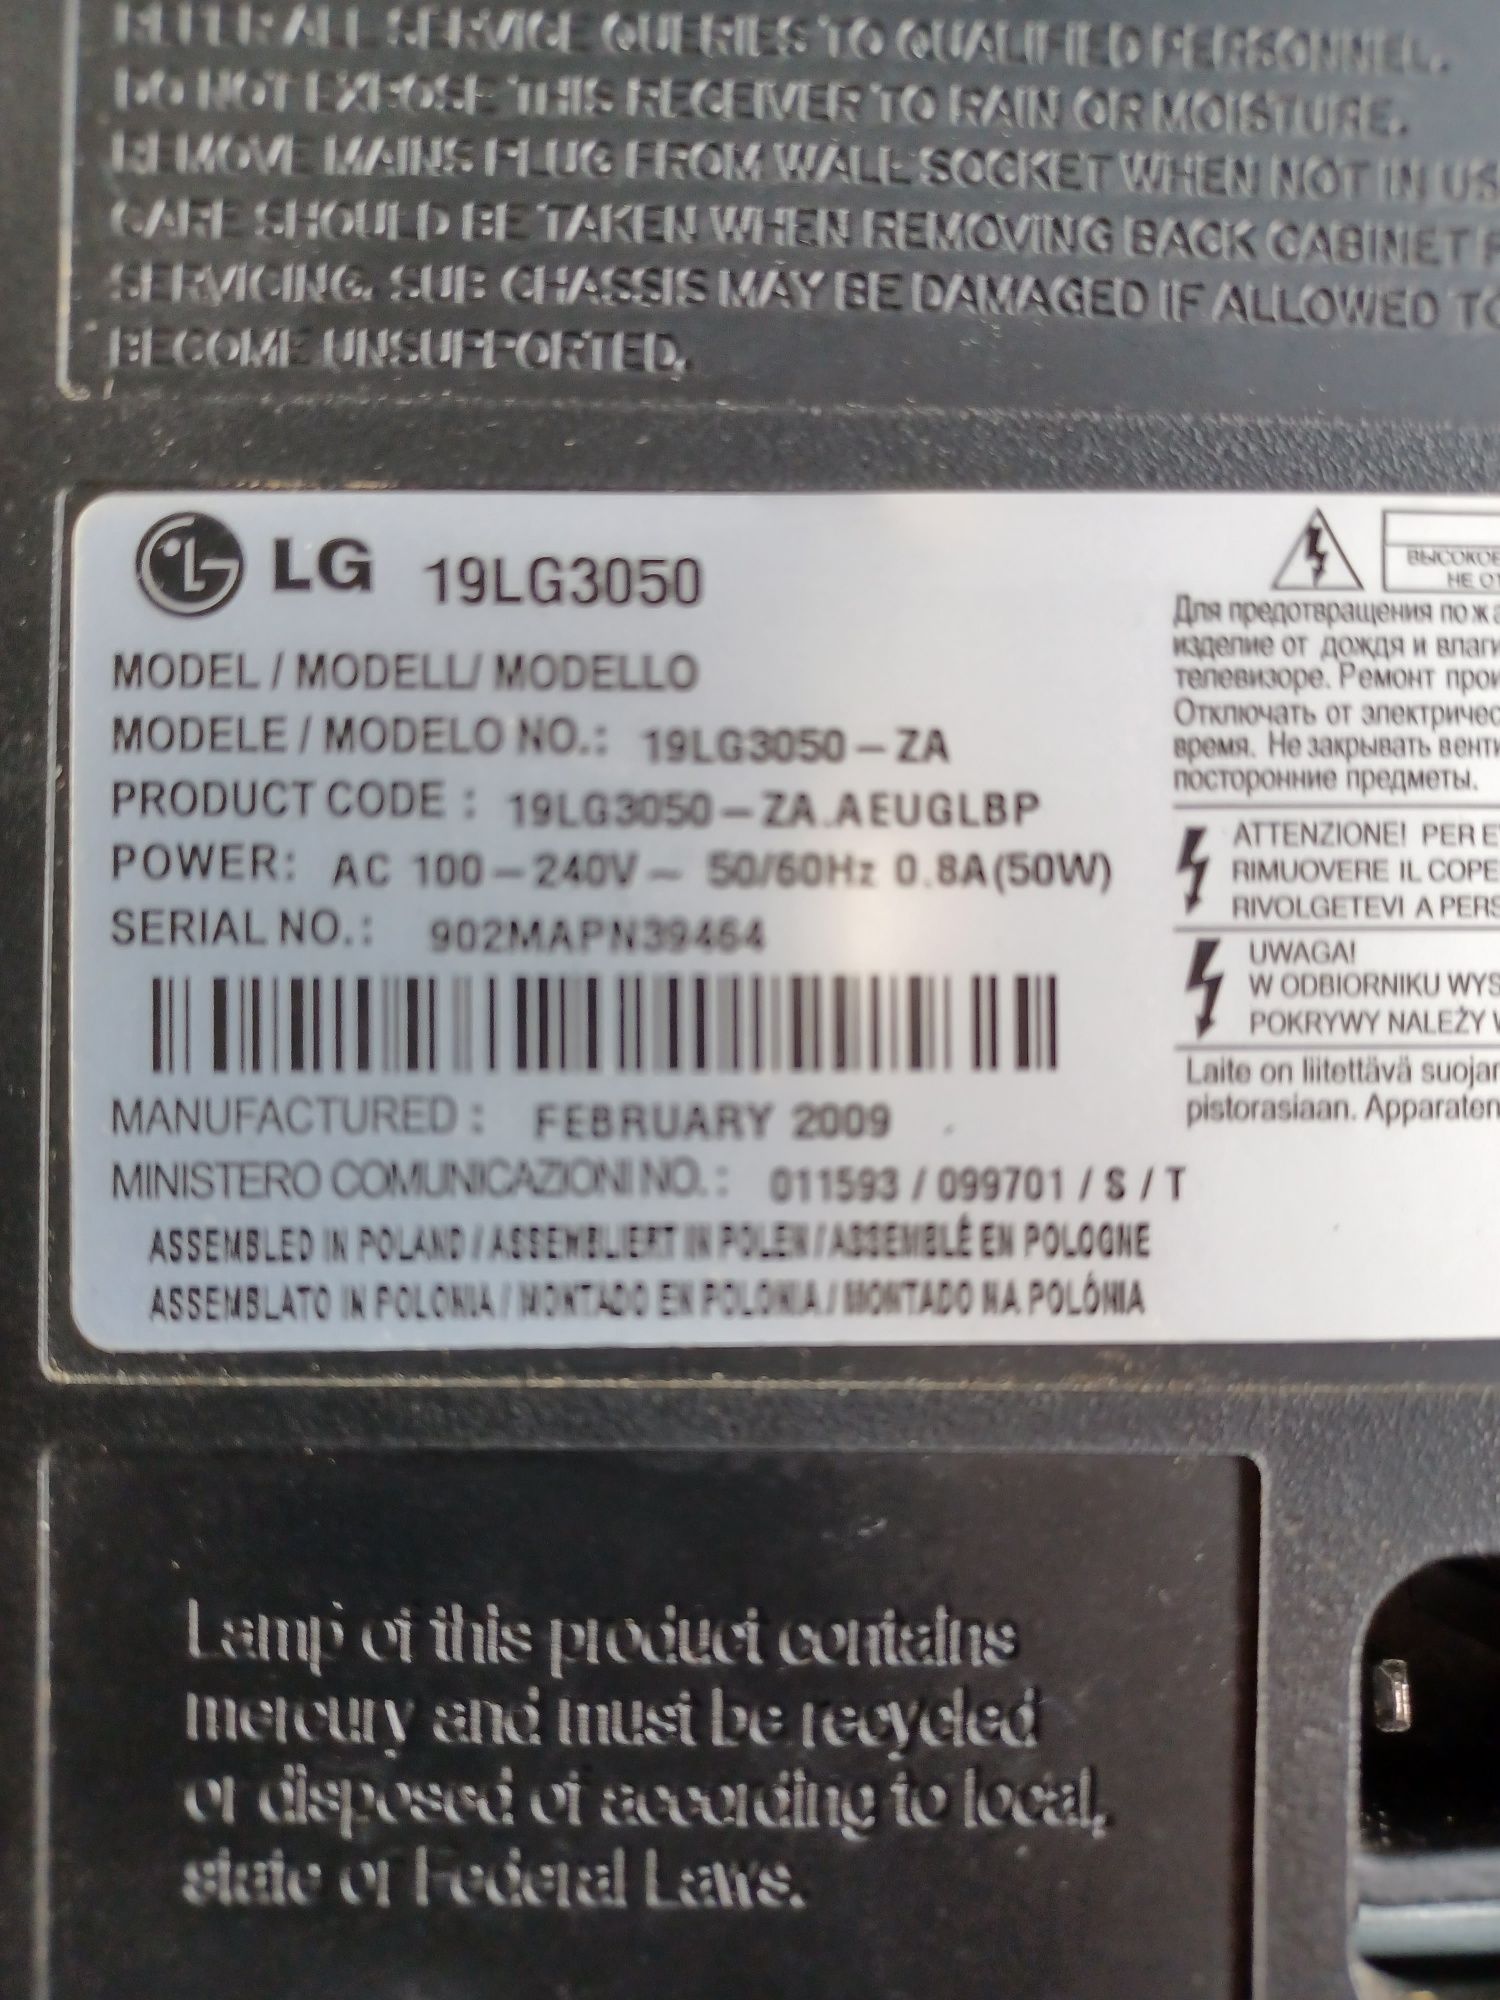 REFER ALL SERVICE QUERIES TO QUALIFIED PERSONNEL.
DO NOT EXPOSE THIS RECEIVER TO RAIN OR MOISTURE.
REMOVE MAINS PLUG FROM WALL SOCKET WHEN NOT IN US
CARE SHOULD BE TAKEN WHEN REMOVING BACK CABINET F
SERVICING. SUB CHASSIS MAY BE DAMAGED IF ALLOWED TO
BECOME UNSUPPORTED.
LG 19LG3050
MODEL / MODELL/ MODELLO
MODELE / MODELO NO.: 19LG3050-ZA
PRODUCT CODE : 19LG3050-ZA.AEUGLBP
POWER: AC 100-240V ~ 50/60Hz 0.8A(50W)
SERIAL NO.: 902MAPN39464
MANUFACTURED : FEBRUARY 2009
MINISTERO COMUNICAZIONI NO.: 011593 / 099701 / S / T
ASSEMBLED IN POLAND / ASSEMBLIERT IN POLEN / ASSEMBLÉ EN POLOGNE
ASSEMBLATO IN POLONIA / MONTADO EN POLONIA / MONTADO NA POLÓNIA
ВЫСОКОЕ
НЕ ОТ
Для предотвращения пожа
изделие от дождя и влаги
телевизоре. Ремонт прои
Отключать от электричес
время. Не закрывать венти
посторонние предметы.
ATTENZIONE! PER E
RIMUOVERE IL COPE
RIVOLGETEVI A PERS
UWAGA!
W ODBIORNIKU WYS
POKRYWY NALEŻY W
Laite on liitettävä suojar
pistorasiaan. Apparaten
Lamp of this product contains
mercury and must be recycled
or disposed of according to local,
state or Federal Laws.